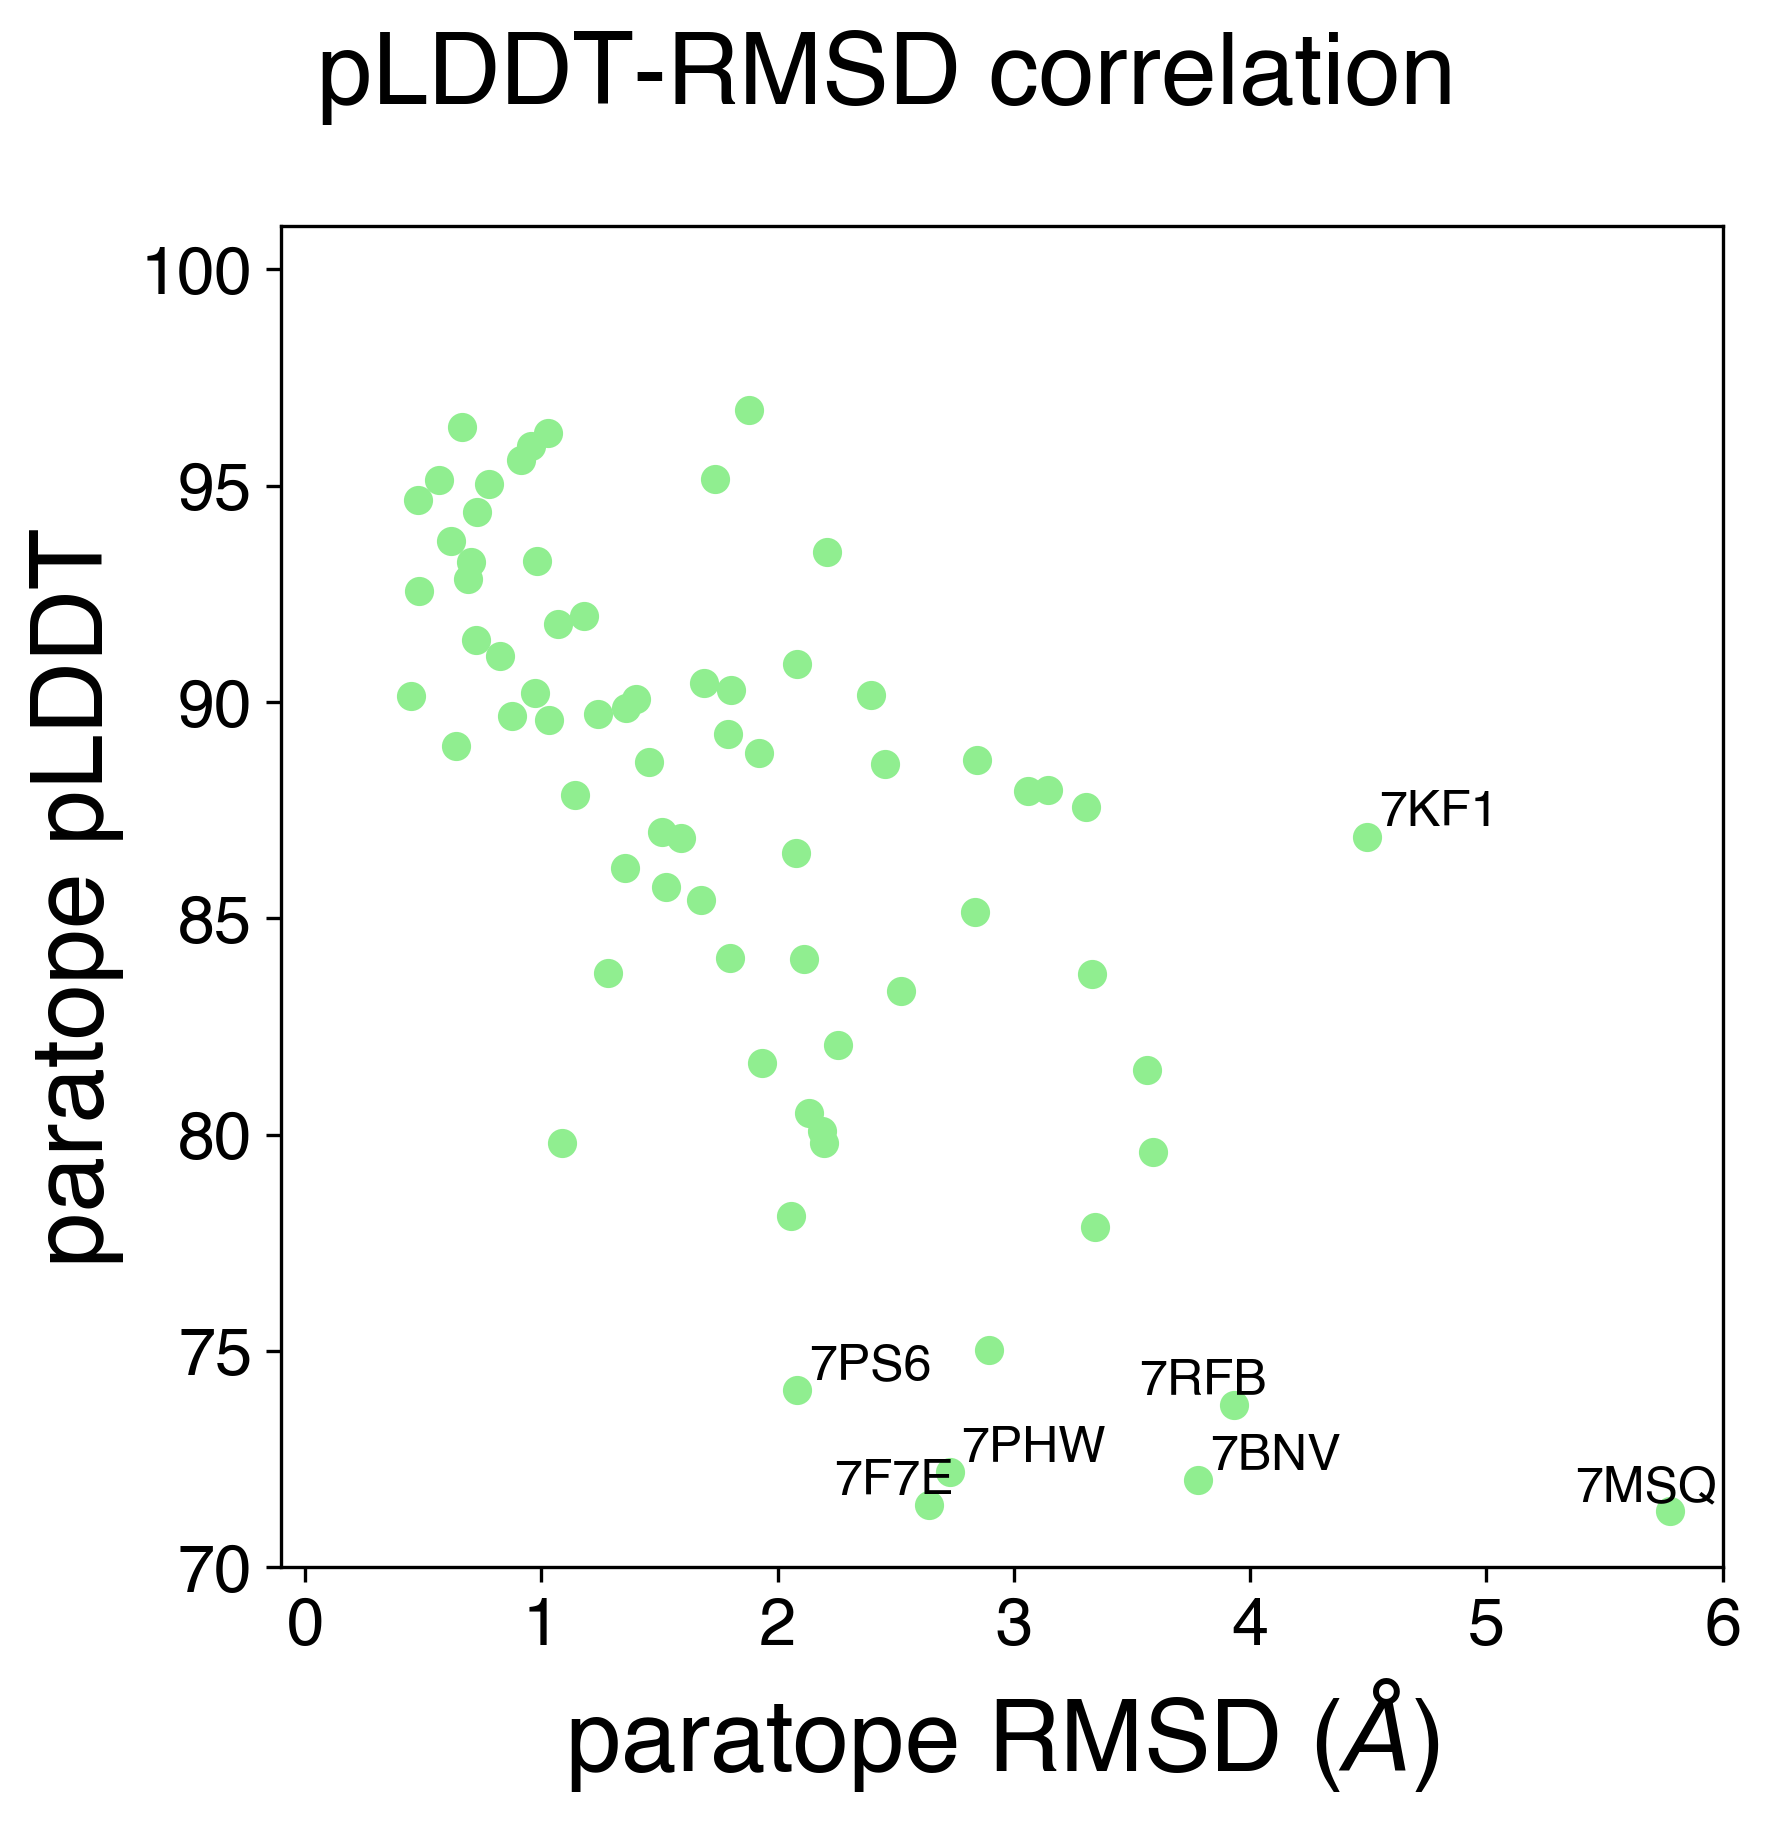 pLDDT-RMSD correlation
paratope pLDDT
100
95
90
85
80
75
70
7KF1
7PS6
7RFB
7PHW
7BNV
7F7E
7MSQ
0 1 2 3 4 5 6
paratope RMSD (Å)